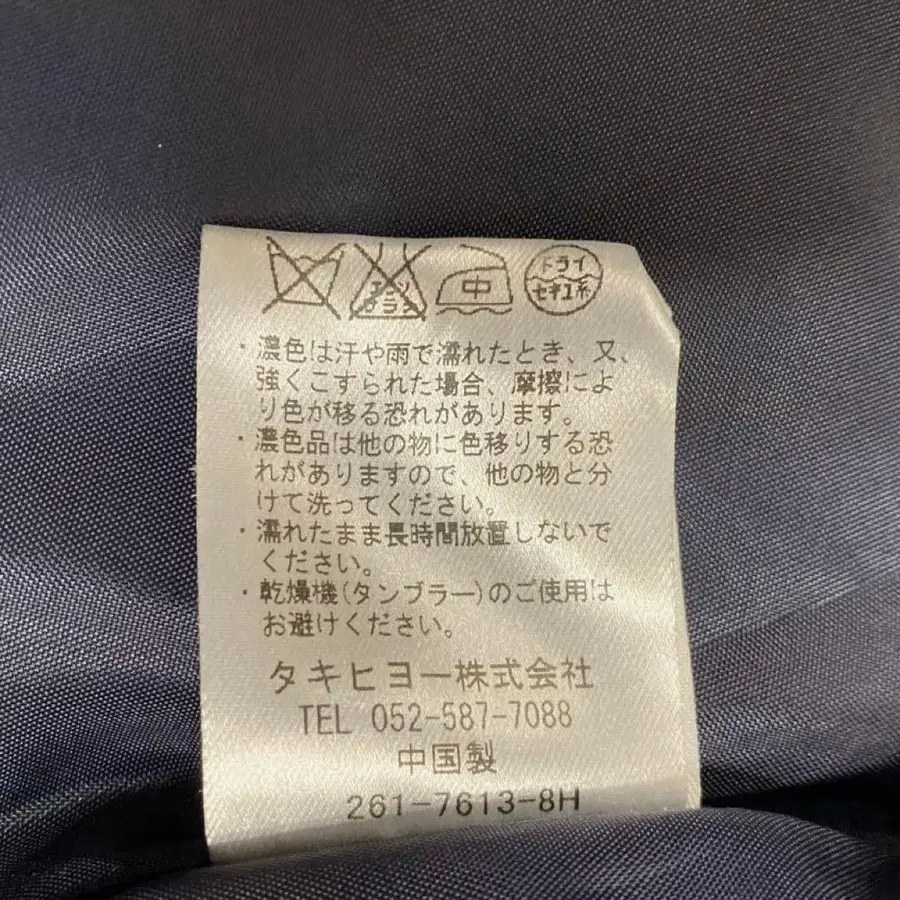 エンソ
サラシ
中
ドライ
セキユ系
・濃色は汗や雨で濡れたとき、又、
強くこすられた場合、摩擦によ
り色が移る恐れがあります。
・濃色品は他の物に色移りする恐
れがありますので、他の物と分
けて洗ってください。
・濡れたまま長時間放置しないで
ください。
・乾燥機(タンブラー)のご使用は
お避けください。
タキヒヨー株式会社
TEL 052-587-7088
中国製
261-7613-8H